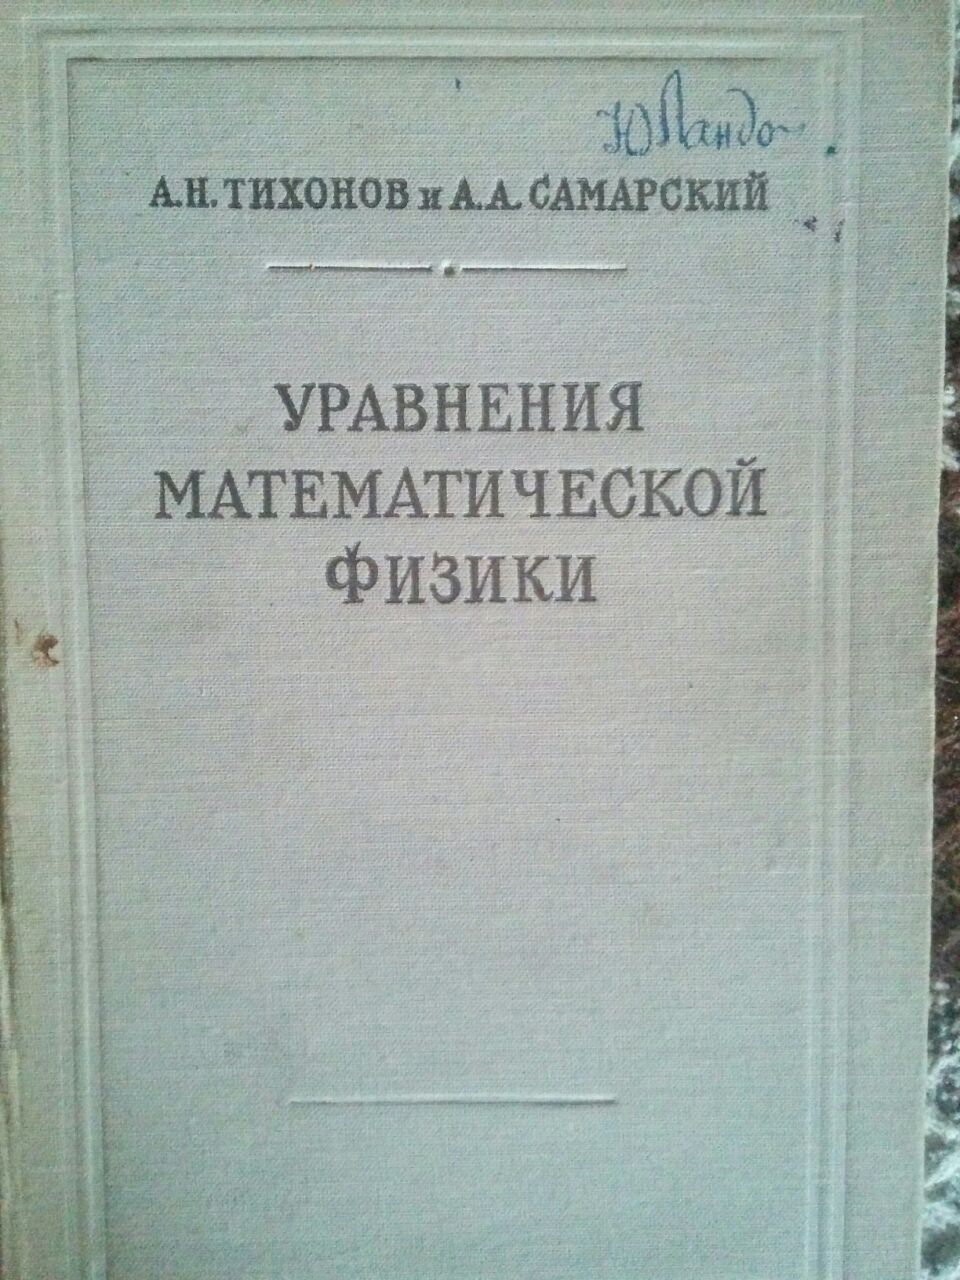 Ю Ландо
А.Н. ТИХОНОВ и А.А. САМАРСКИЙ
УРАВНЕНИЯ
МАТЕМАТИЧЕСКОЙ
ФИЗИКИ